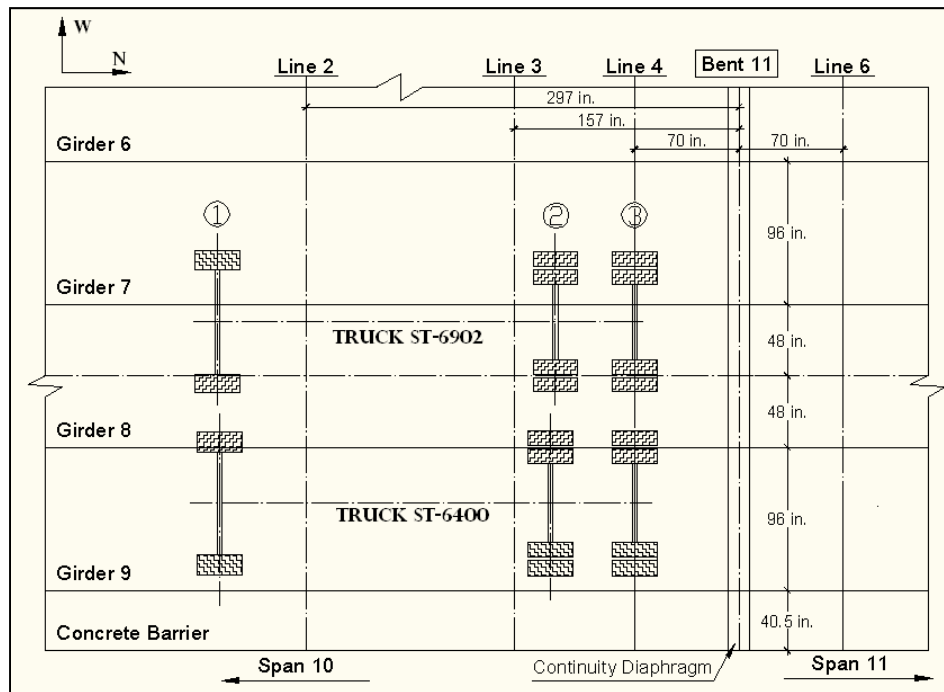 W
N
Line 2
Line 3
Line 4
Bent 11
Line 6
297 in.
157 in.
70 in.
70 in.
Girder 6
1
2
3
96 in.
Girder 7
TRUCK ST-6902
48 in.
48 in.
Girder 8
TRUCK ST-6400
96 in.
Girder 9
40.5 in.
Concrete Barrier
Span 10
Continuity Diaphragm
Span 11